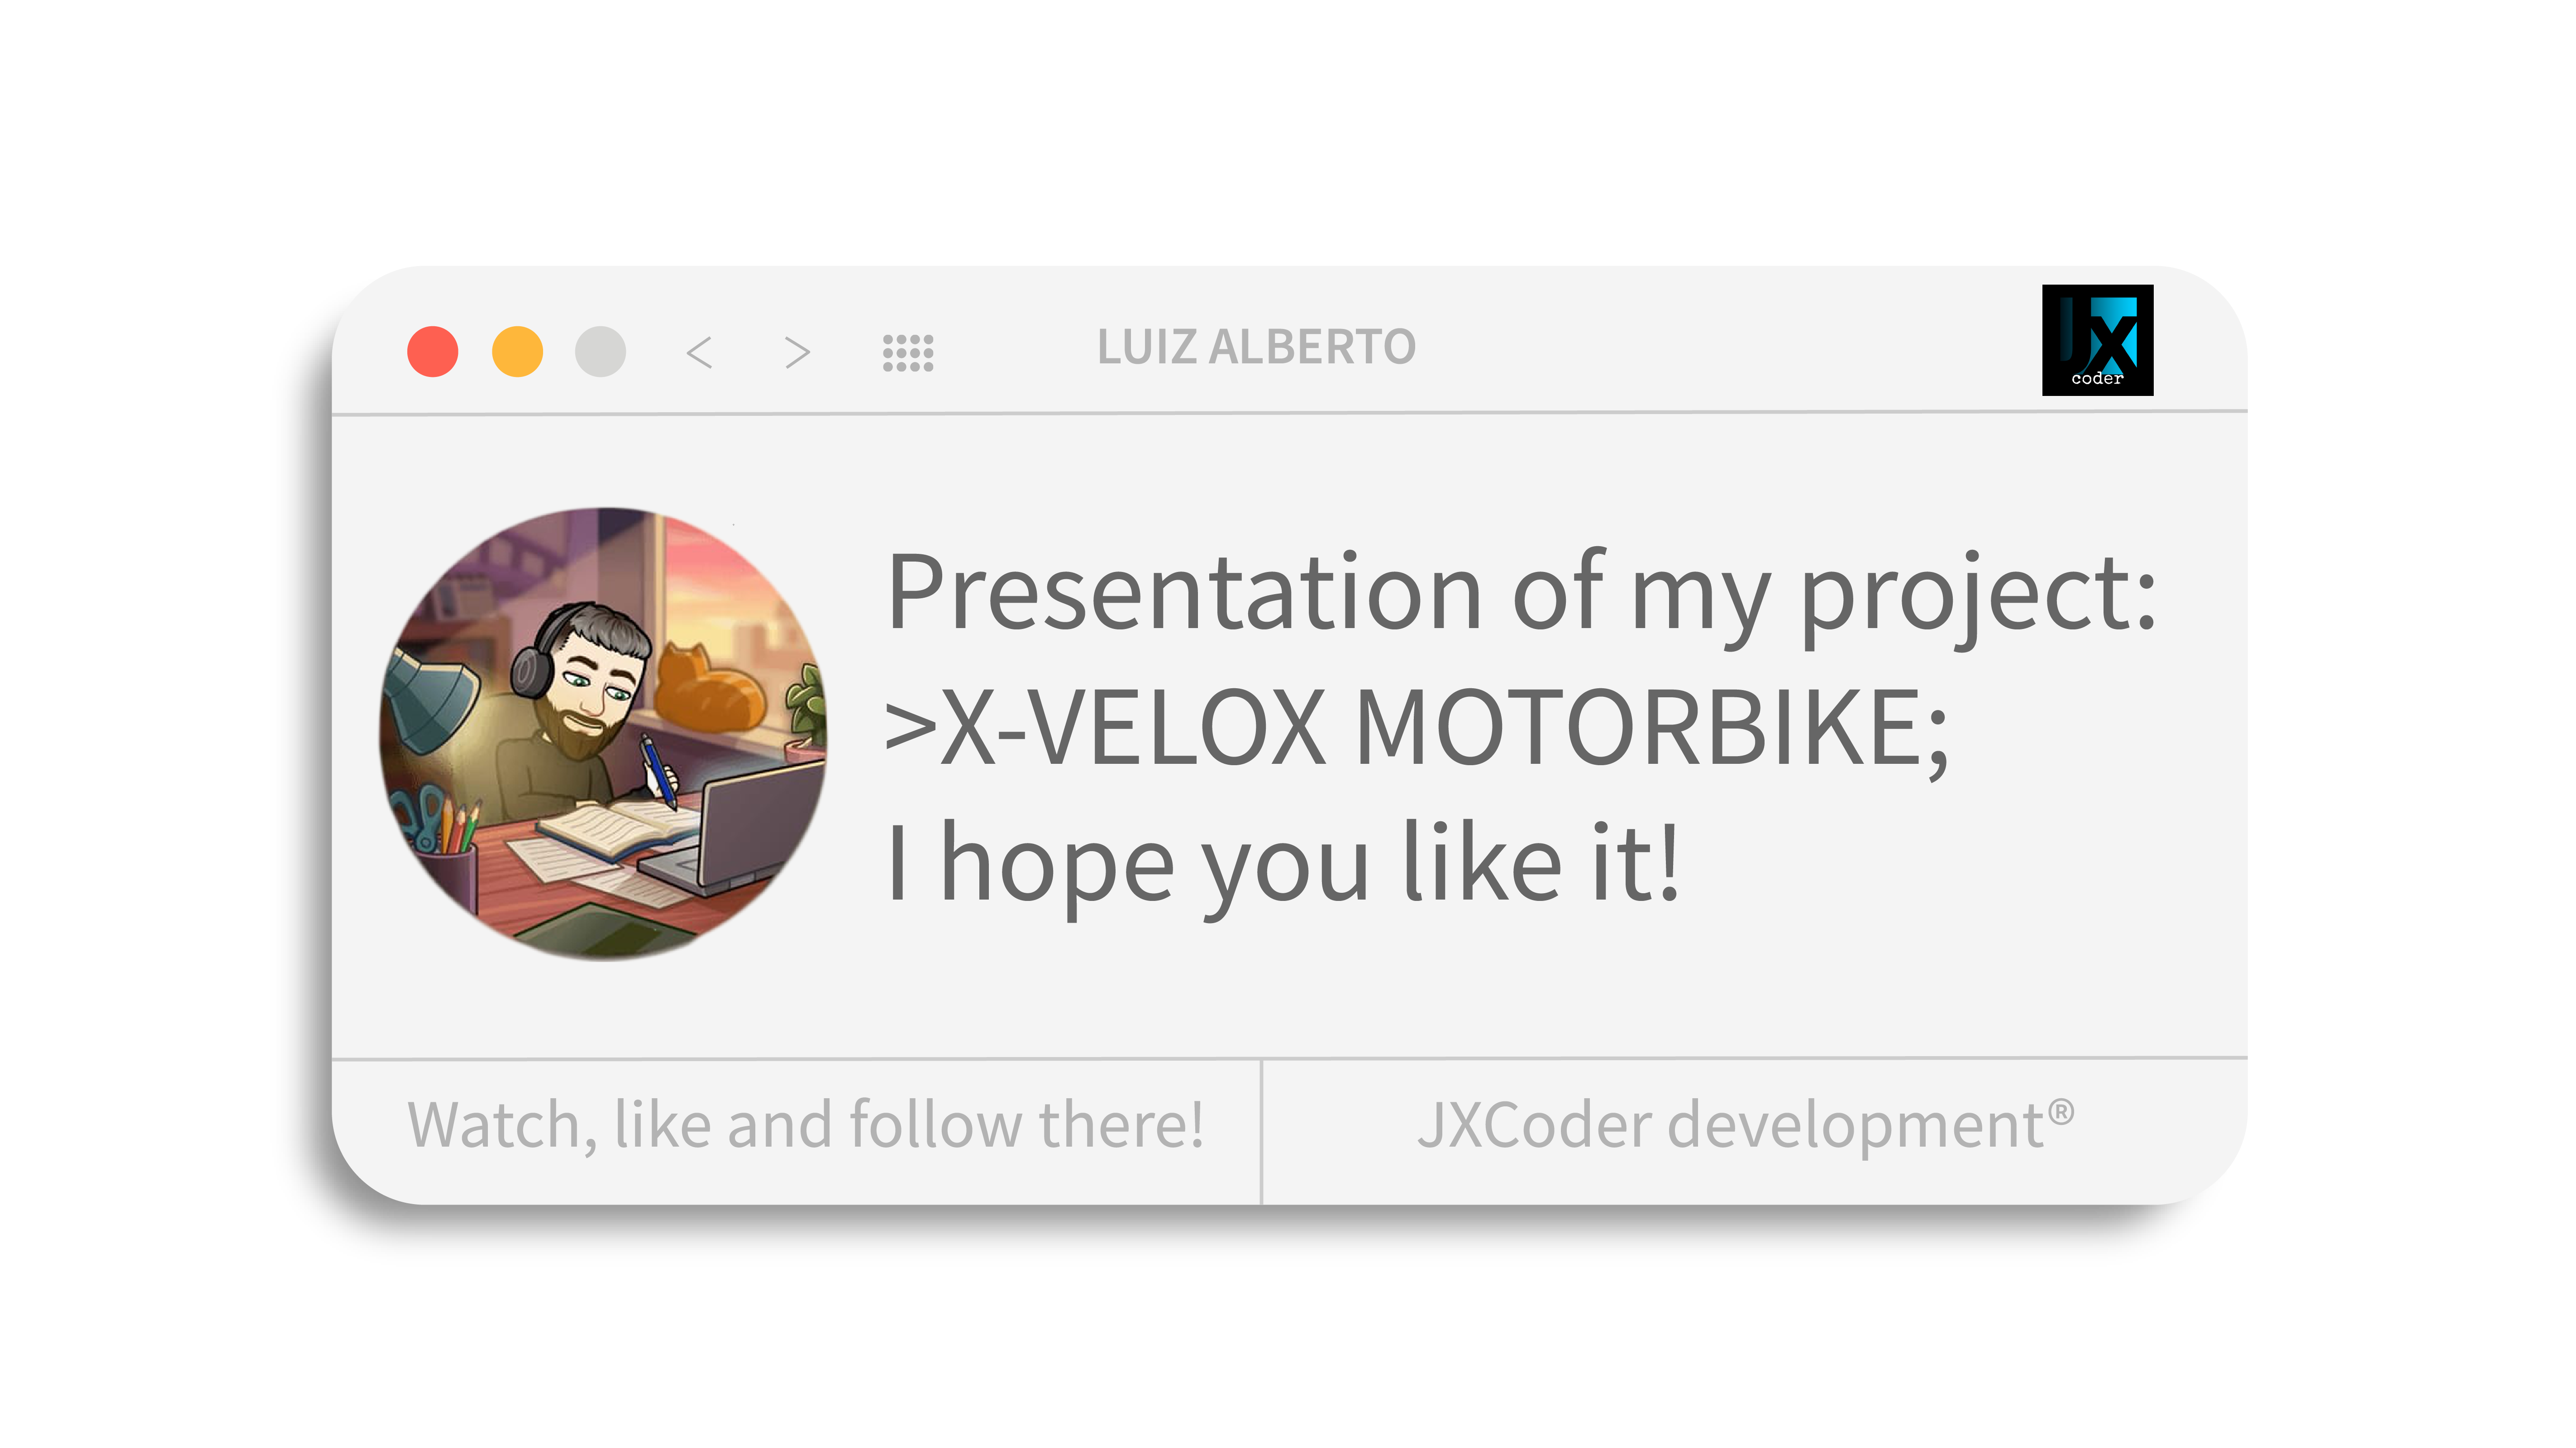 LUIZ ALBERTO
JX
coder
Presentation of my project:
>X-VELOX MOTORBIKE;
I hope you like it!
Watch, like and follow there!
JXCoder development®